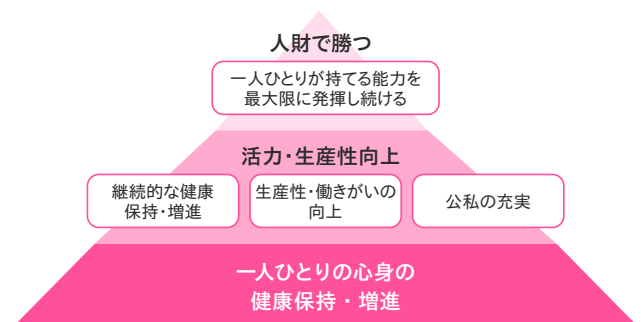 人財で勝つ
一人ひとりが持てる能力を
最大限に発揮し続ける
活力・生産性向上
継続的な健康
保持・増進
生産性・働きがいの
向上
公私の充実
一人ひとりの心身の
健康保持・増進